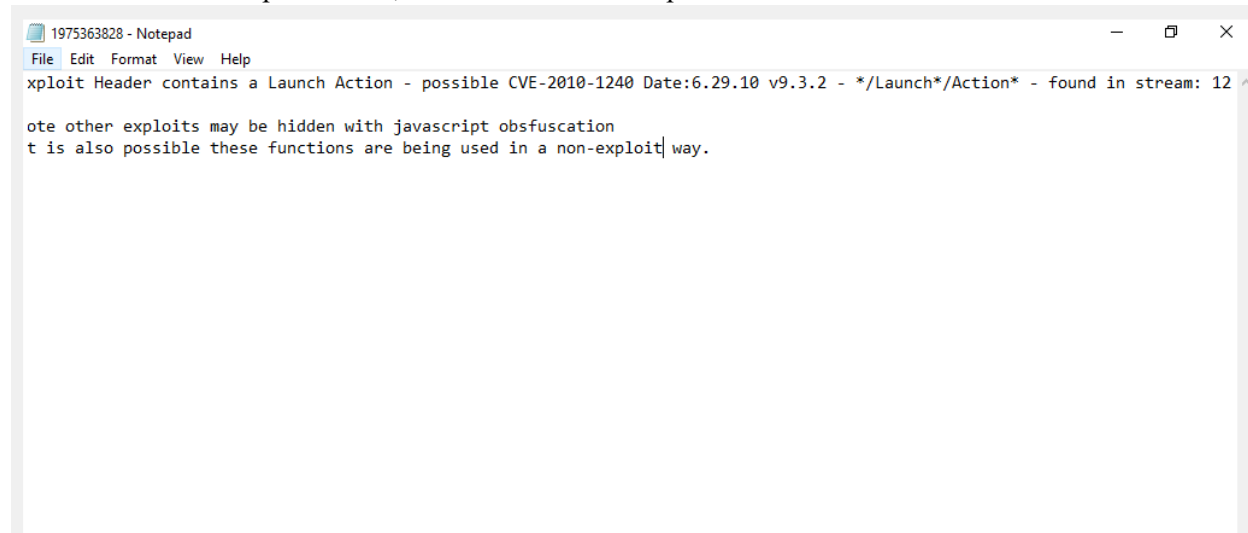 1975363828 - Notepad
File Edit Format View Help
xploit Header contains a Launch Action - possible CVE-2010-1240 Date:6.29.10 v9.3.2 - */Launch*/Action* - found in stream: 12
ote other exploits may be hidden with javascript obsfuscation
t is also possible these functions are being used in a non-exploit way.